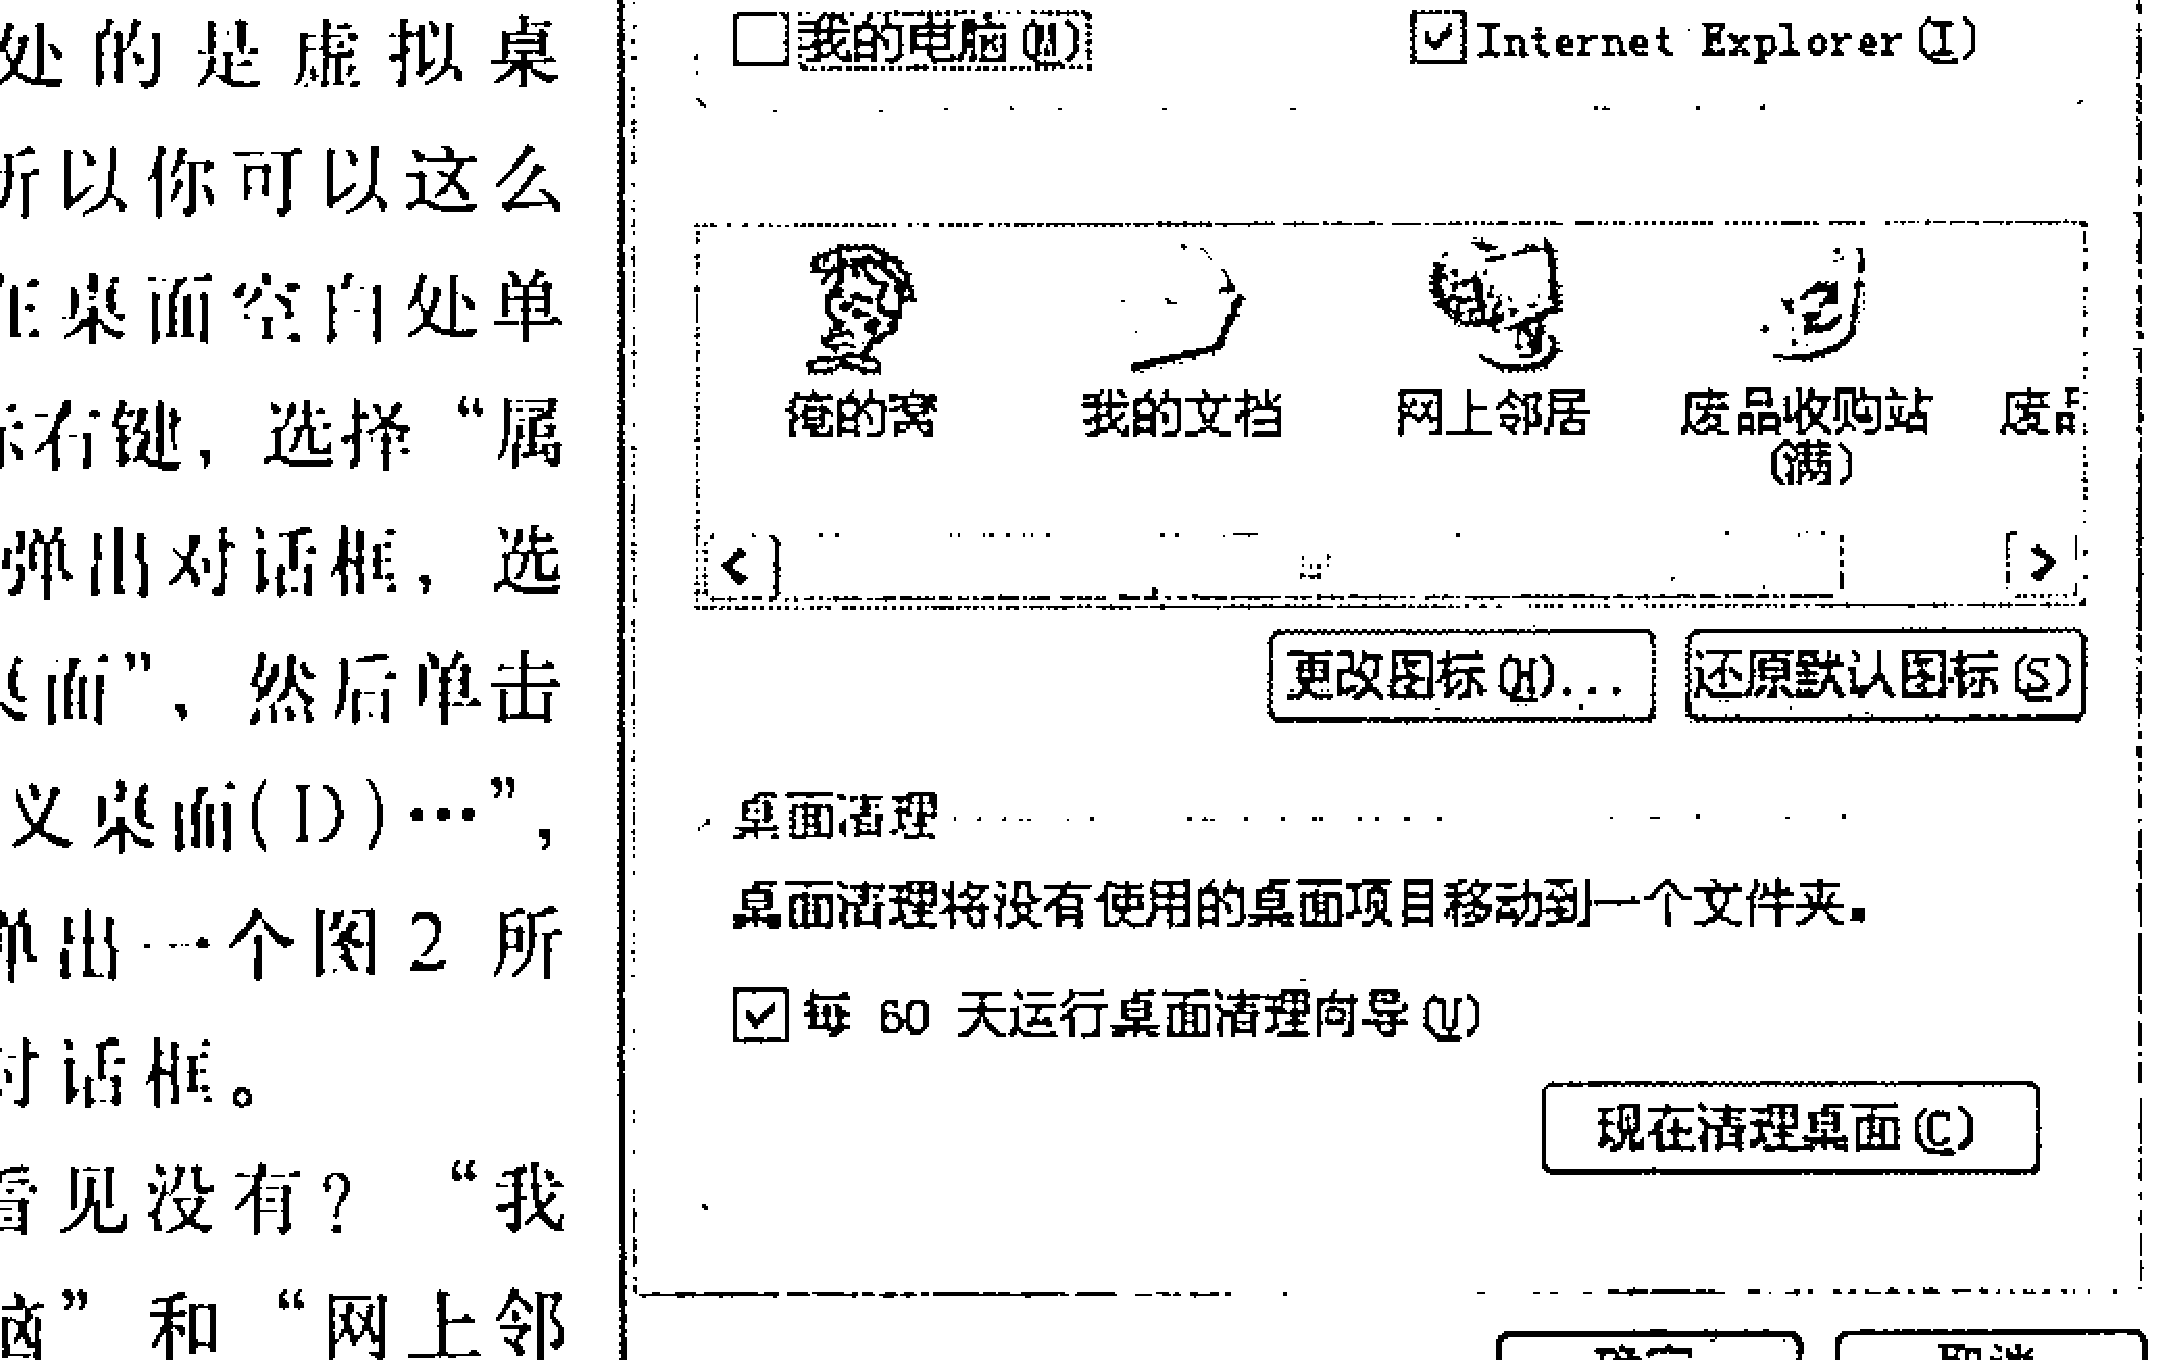 处的是虚拟桌
所以你可以这么
在桌面空白处单
标右键，选择“属
弹出对话框，选
桌面”，然后单击
义桌面(D)…”，
弹出一个图2 所
对话框。
看见没有？ “我
脑”和“网上邻
我的电脑(M)
Internet Explorer(I)
俺的窝
我的文档
网上邻居
废品收购站
(满)
废品
更改图标(H)...
还原默认图标(S)
桌面清理
桌面清理将没有使用的桌面项目移动到一个文件夹。
每 60 天运行桌面清理向导(U)
现在清理桌面(C)
确定
取消